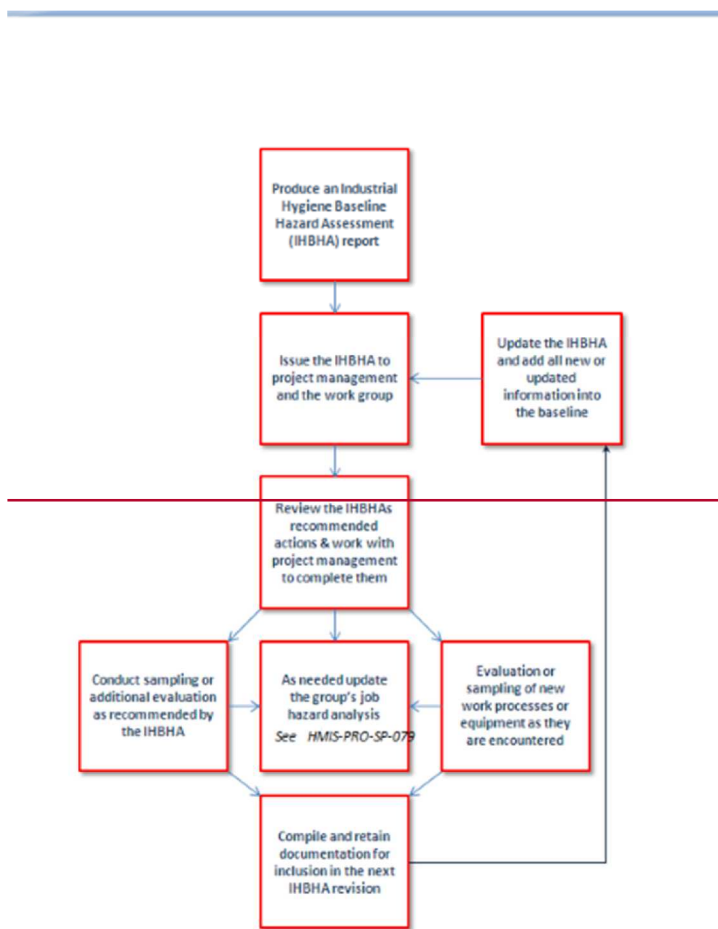 Produce an Industrial
Hygiene Baseline
Hazard Assessment
(IHBHA) report
Issue the IHBHA to
project management
and the work group
Update the IHBHA
and add all new or
updated
information into
the baseline
Review the IHBHAs
recommended
actions & work with
project management
to complete them
Conduct sampling or
additional evaluation
as recommended by
the IHBHA
As needed update
the group's job
hazard analysis
See HMIS-PRO-SP-079
Evaluation or
sampling of new
work processes or
equipment as they
are encountered
Compile and retain
documentation for
inclusion in the next
IHBHA revision